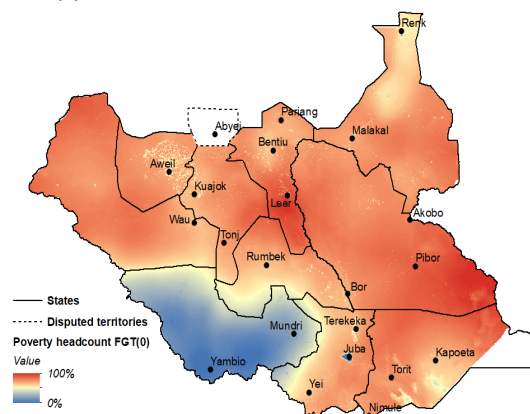 Renk
Pariang
Abyei
Malakal
Bentiu
Aweil
Kuajok
Leer
Akobo
Wau
Tonj
Rumbek
Pibor
Bor
States
Disputed territories
Terekeka
Mundri
Poverty headcount FGT(0)
Juba
Value
Kapoeta
Yambio
100%
Torit
Yei
0%
Nimule